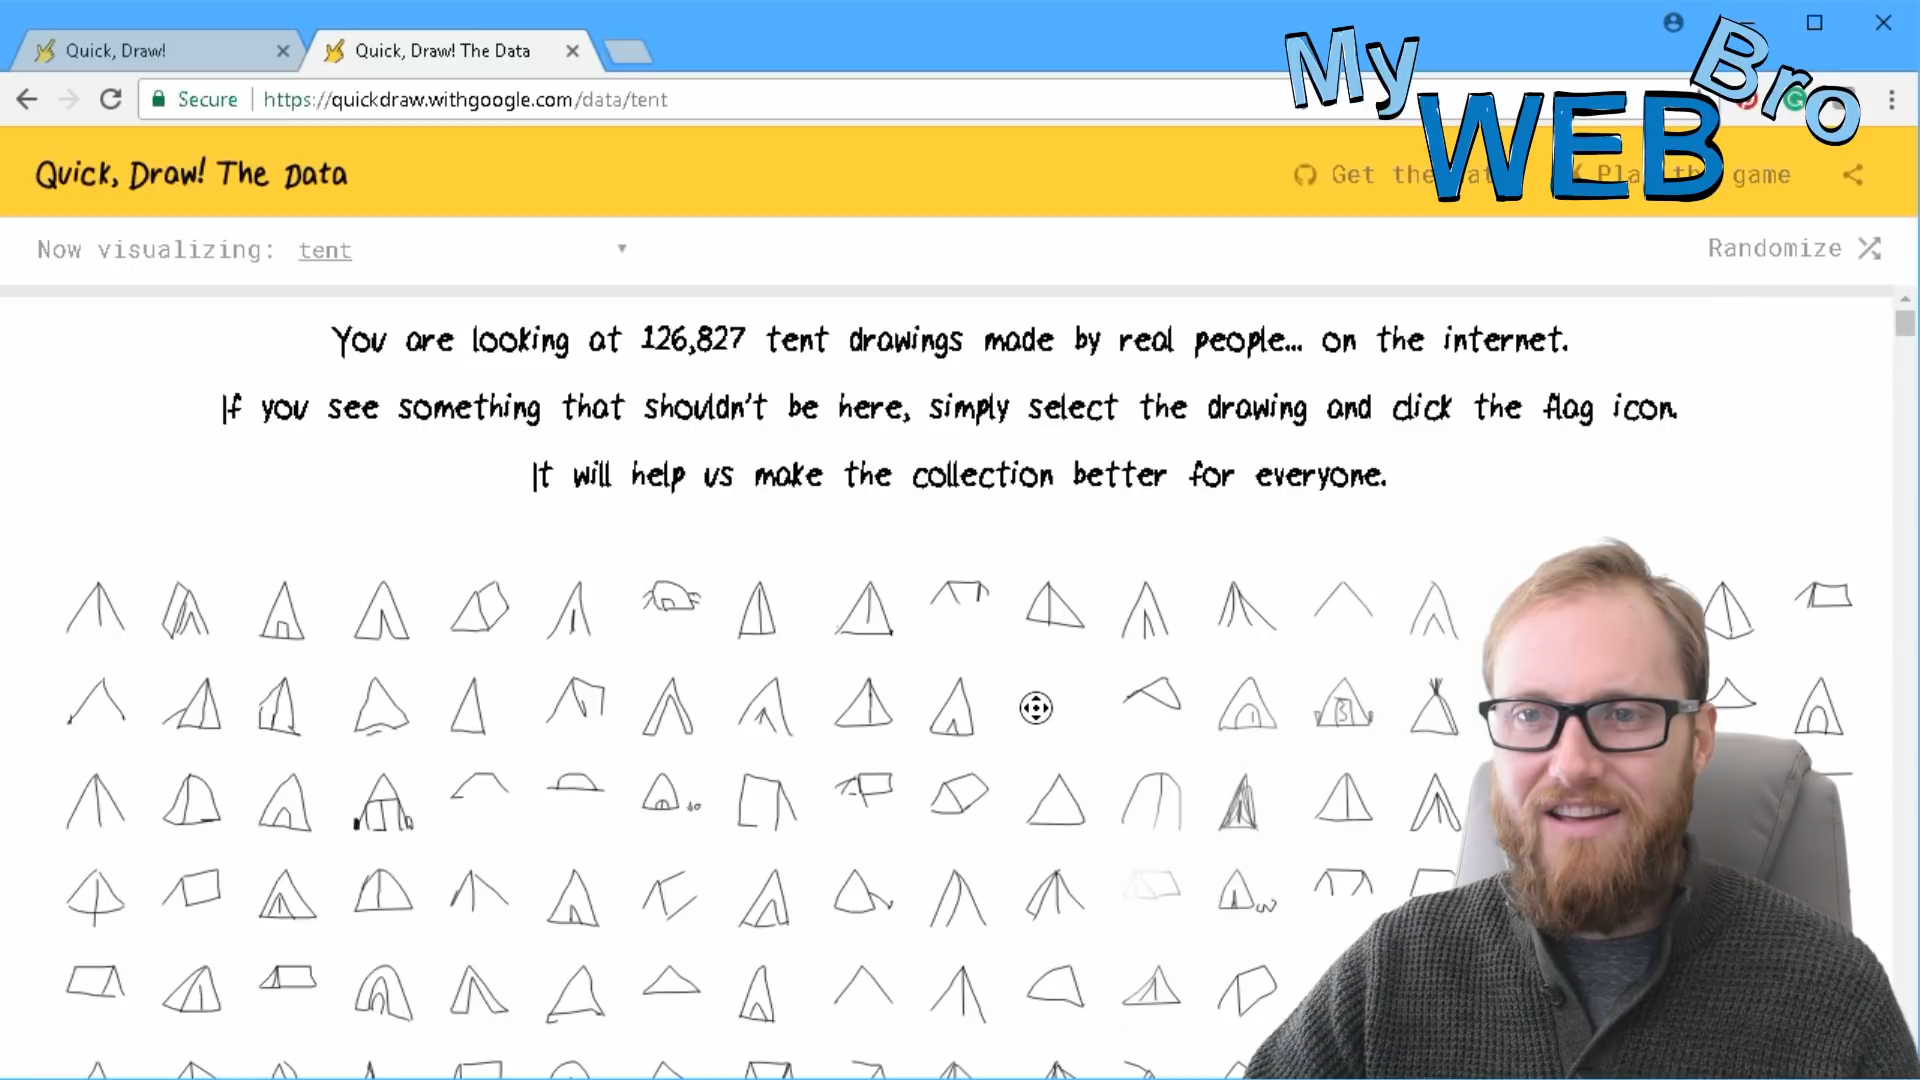 Quick, Draw!
Quick, Draw! The Data
My WEB Bro
Secure
https://quickdraw.withgoogle.com/data/tent
Quick, Draw! The Data
Get the
game
Now visualizing: tent
Randomize
You are looking at 126,827 tent drawings made by real people... on the internet.
If you see something that shouldn't be here, simply select the drawing and click the flag icon.
It will help us make the collection better for everyone.